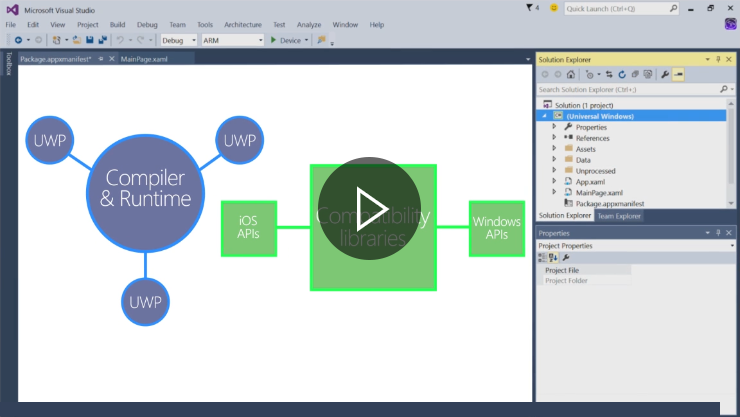 Microsoft Visual Studio
4
Quick Launch (Ctrl+Q)
File Edit View Project Build Debug Team Tools Architecture Test Analyze Window Help
Debug ARM Device
Toolbox
Package.appxmanifest* MainPage.xaml
UWP
UWP
Compiler
& Runtime
UWP
iOS
APIs
Compatibility
libraries
Windows
APIs
Solution Explorer
Search Solution Explorer (Ctrl+;)
Solution (1 project)
(Universal Windows)
Properties
References
Assets
Data
Unprocessed
App.xaml
MainPage.xaml
Package.appxmanifest
Solution Explorer Team Explorer
Properties
Project Properties
Project File
Project Folder